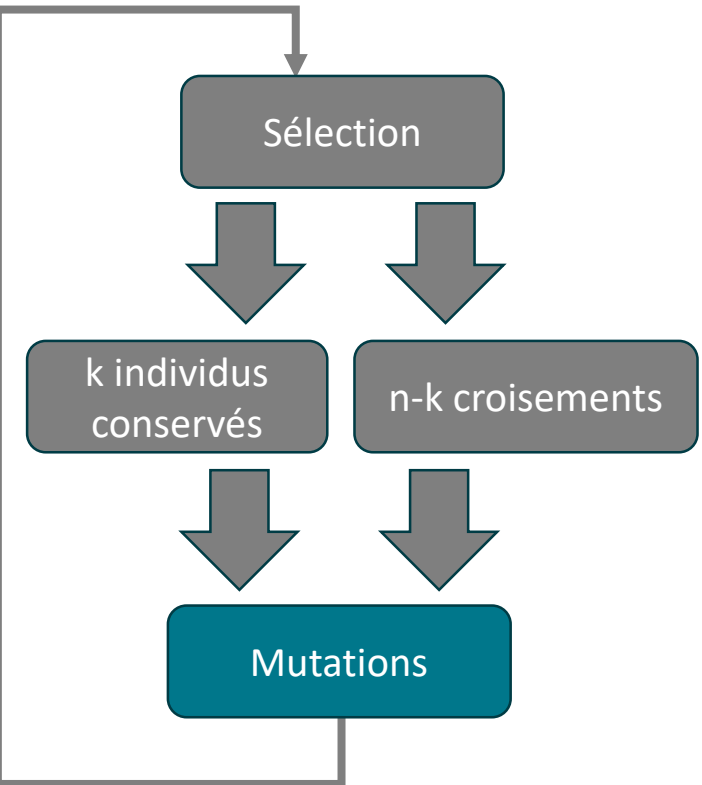 Sélection
k individus
conservés
n-k croisements
Mutations